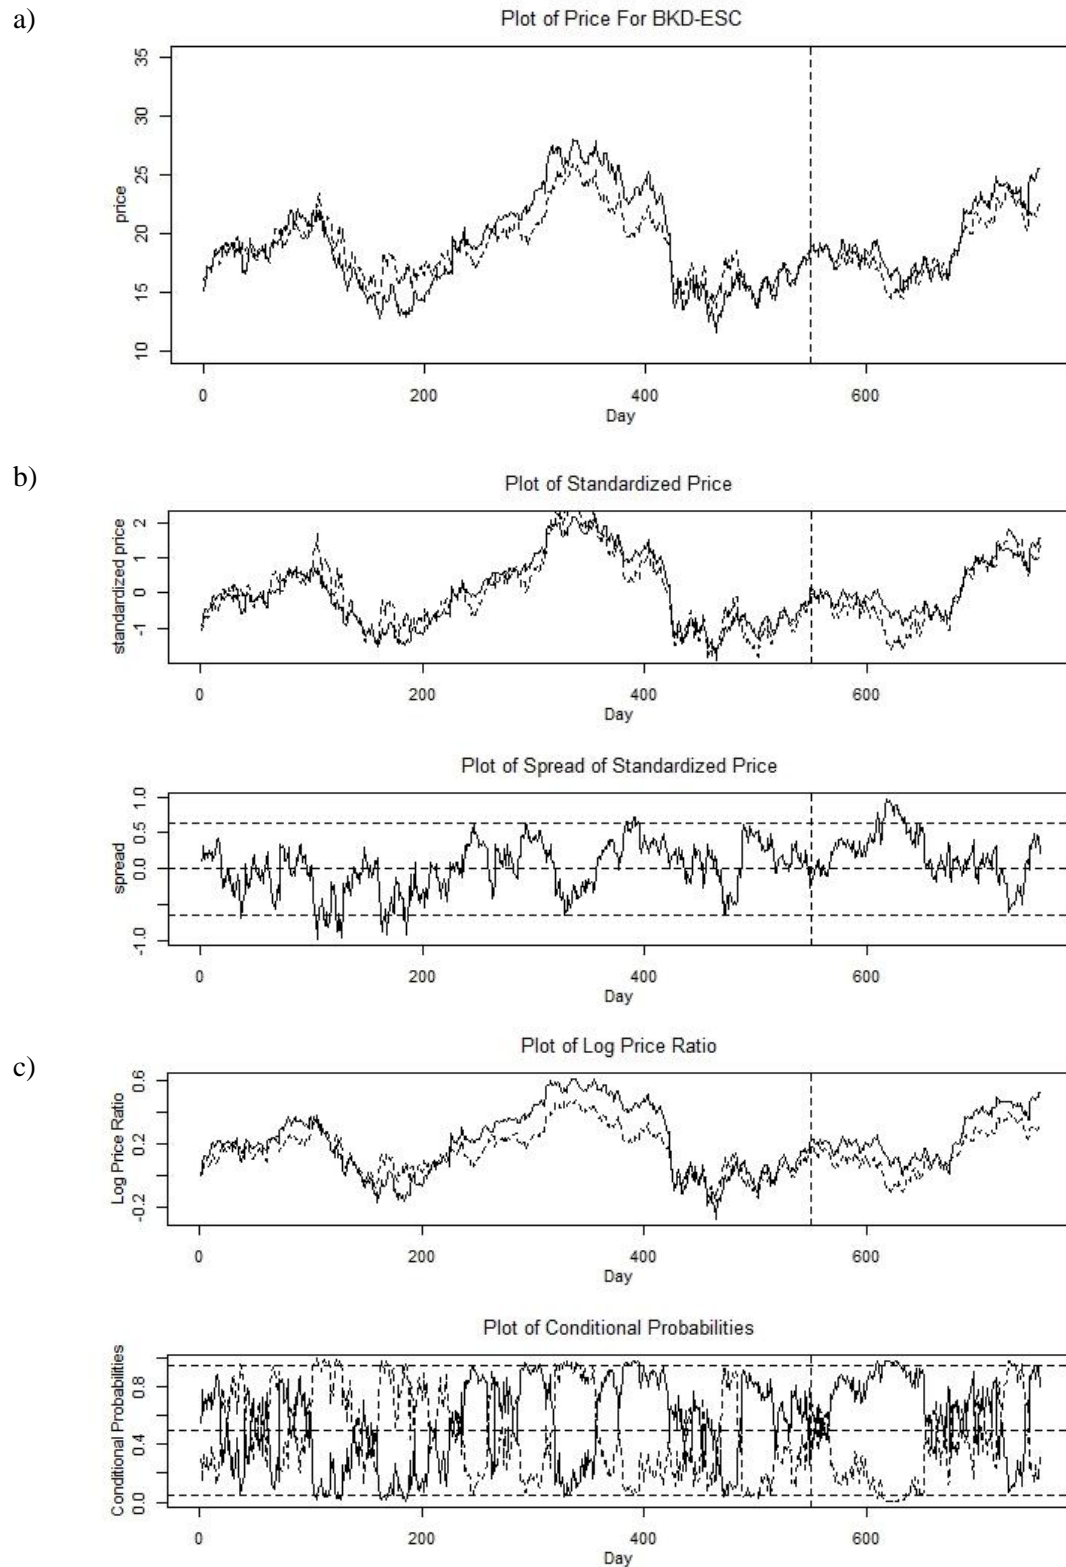 a)
Plot of Price For BKD-ESC
35
30
25
20
15
10
price
0 200 400 600
Day
b)
Plot of Standardized Price
2
1
0
-1
standardized price
0 200 400 600
Day
Plot of Spread of Standardized Price
1.0
0.5
0.0
-1.0
spread
0 200 400 600
Day
c)
Plot of Log Price Ratio
0.6
0.2
-0.2
Log Price Ratio
0 200 400 600
Day
Plot of Conditional Probabilities
0.8
0.4
0.0
Conditional Probabilities
0 200 400 600
Day